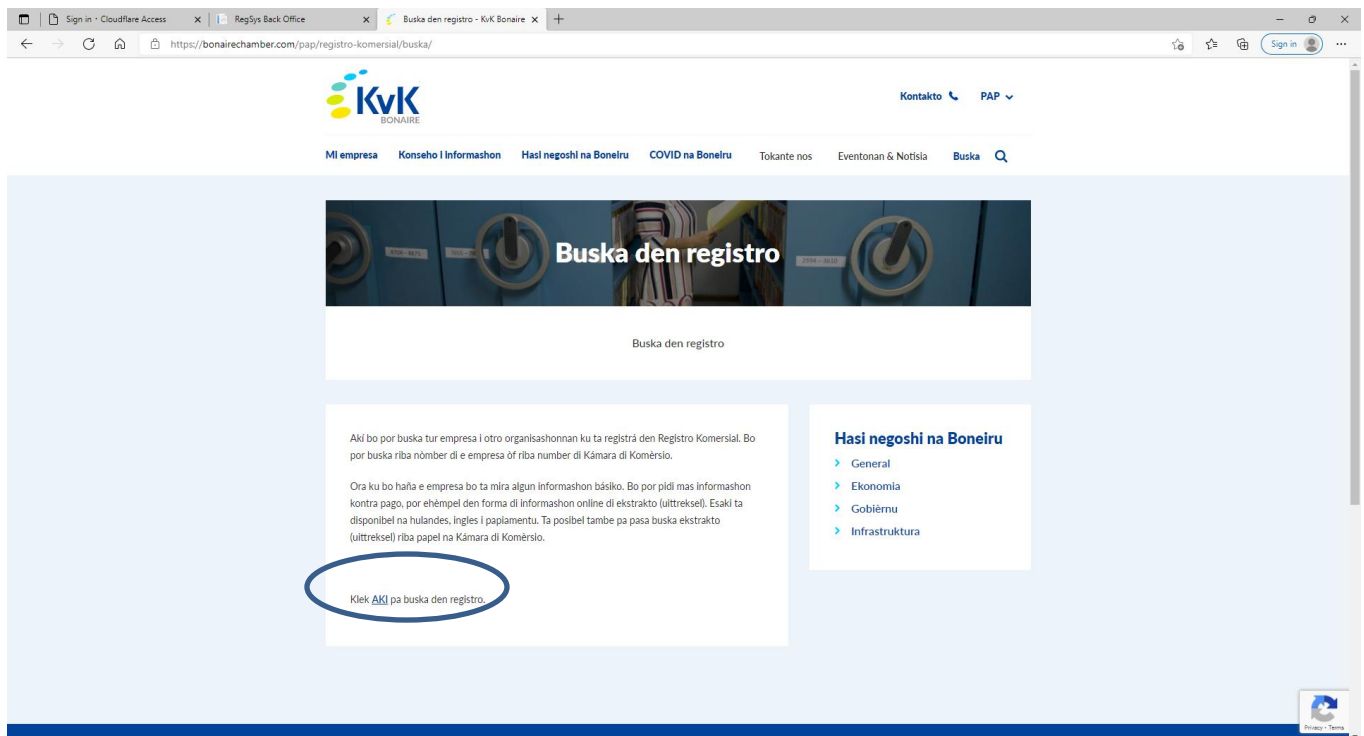 Sign in · Cloudflare Access
RegSys Back Office
Buska den registro - KvK Bonaire
https://bonairechamber.com/pap/registro-komersial/buska/
Sign in
KvK
BONAIRE
Kontakto
PAP
Mi empresa
Konseho i informashon
Hasi negoshi na Boneiru
COVID na Boneiru
Tokante nos
Eventonan & Notisia
Buska
Buska den registro
Buska den registro
Akí bo por buska tur empresa i otro organisashonnan ku ta registrá den Registro Komersial. Bo
por buska riba nòmber di e empresa òf riba number di Kámara di Komèrsio.
Ora ku bo haña e empresa bo ta mira algun informashon básiko. Bo por pidi mas informashon
kontra pago, por ehèmpel den forma di informashon online di ekstrakto (uittreksel). Esaki ta
disponibel na hulandes, ingles i papiamentu. Ta posibel tambe pa pasa buska ekstrakto
(uittreksel) riba papel na Kámara di Komèrsio.
Klek AKI pa buska den registro.
Hasi negoshi na Boneiru
General
Ekonomia
Gobièrnu
Infrastruktura
Privacy - Terms